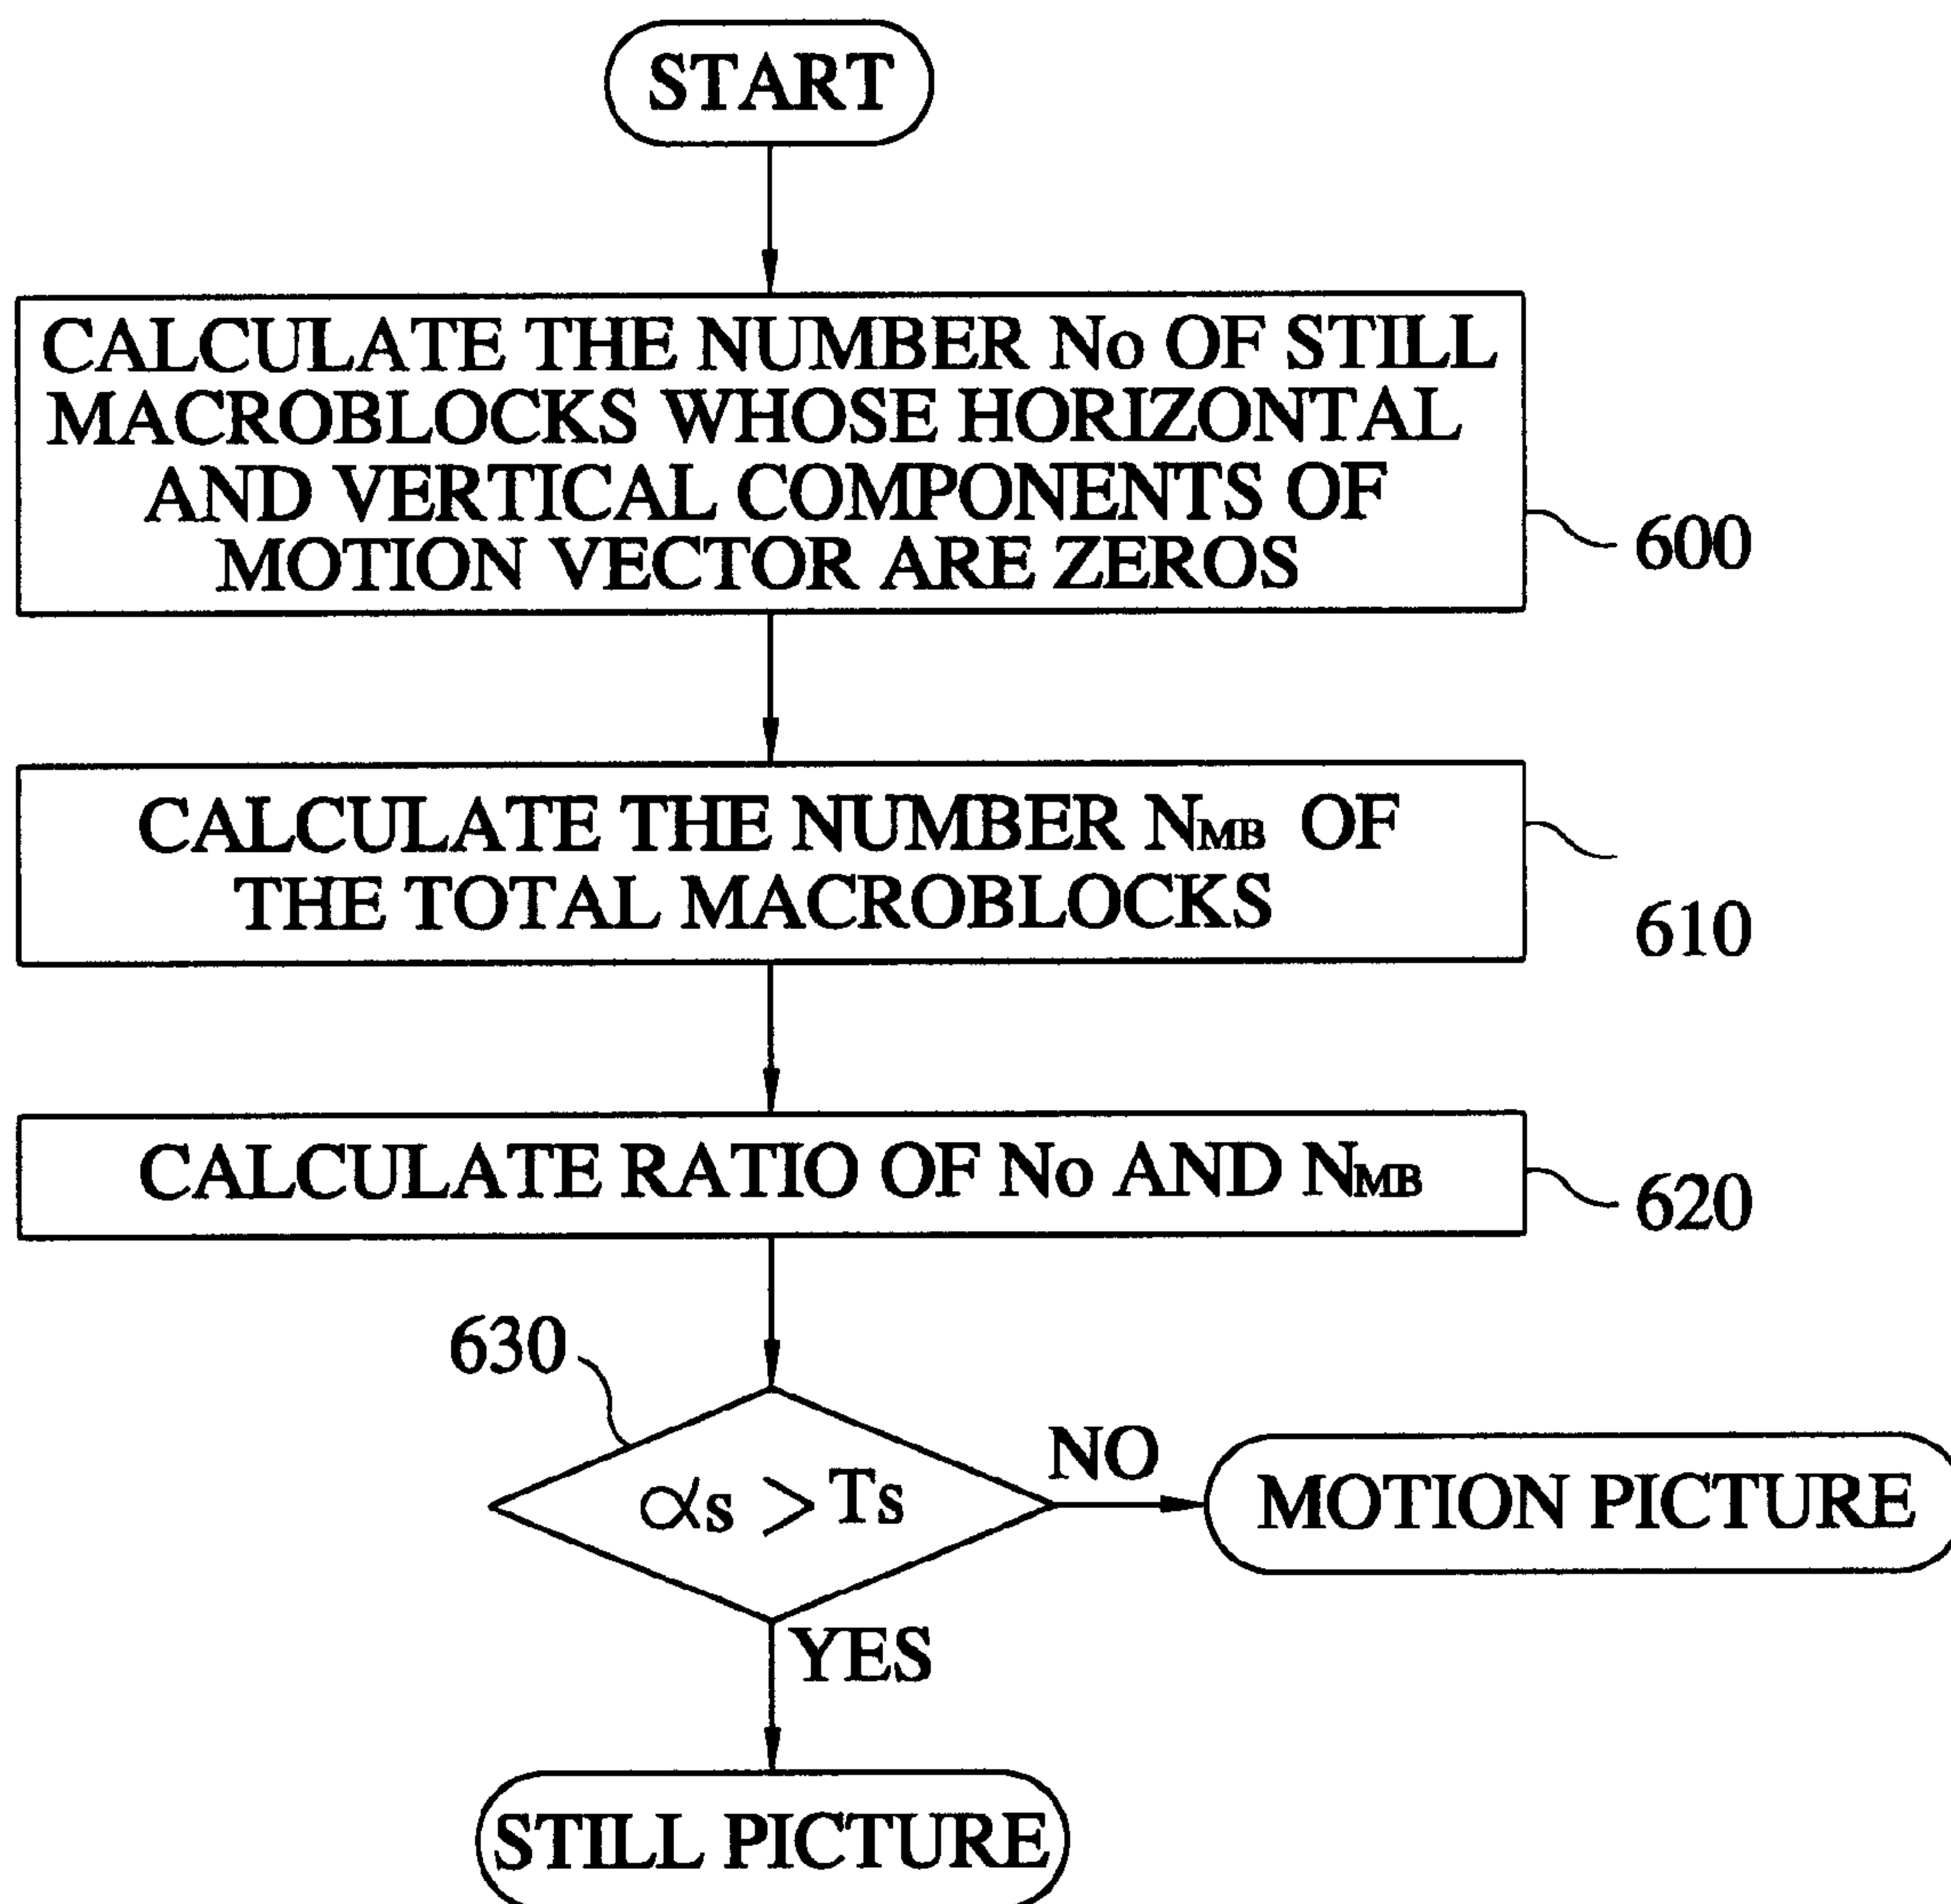 START
CALCULATE THE NUMBER No OF STILL
MACROBLOCKS WHOSE HORIZONTAL
AND VERTICAL COMPONENTS OF
MOTION VECTOR ARE ZEROS
600
CALCULATE THE NUMBER NMB OF
THE TOTAL MACROBLOCKS
610
CALCULATE RATIO OF No AND NMB
620
630
αs > Ts
NO
MOTION PICTURE
YES
STILL PICTURE